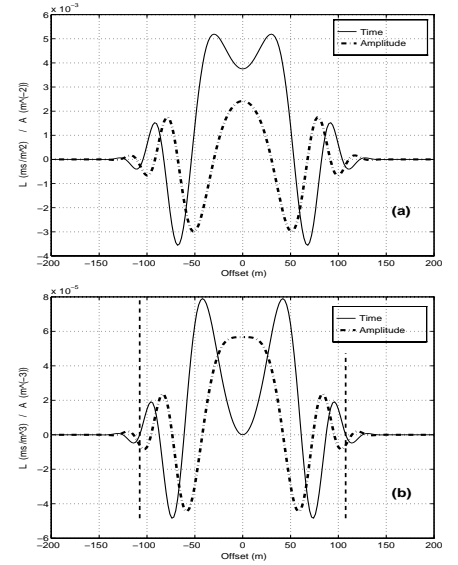 x 10^−3
6
5
4
3
2
1
0
−1
−2
−3
−4
L (ms/m^2) / A (m^{−2})
Time
Amplitude
(a)
−200 −150 −100 −50 0 50 100 150 200
Offset (m)
x 10^−5
8
6
4
2
0
−2
−4
−6
L (ms/m^3) / A (m^{−3})
Time
Amplitude
(b)
−200 −150 −100 −50 0 50 100 150 200
Offset (m)